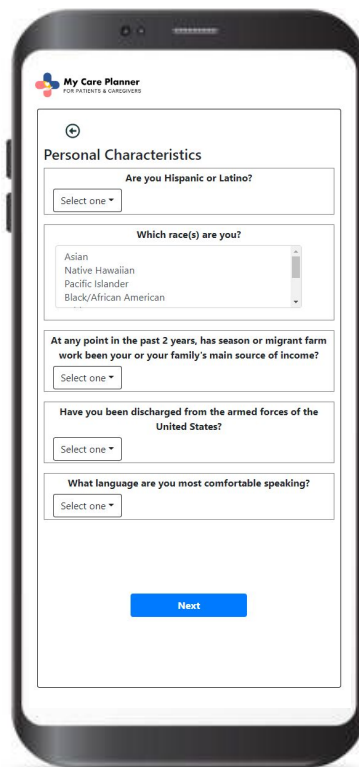 My Care Planner
FOR PATIENTS & CAREGIVERS
Personal Characteristics
Are you Hispanic or Latino?
Select one
Which race(s) are you?
Asian
Native Hawaiian
Pacific Islander
Black/African American
At any point in the past 2 years, has season or migrant farm
work been your or your family's main source of income?
Select one
Have you been discharged from the armed forces of the
United States?
Select one
What language are you most comfortable speaking?
Select one
Next